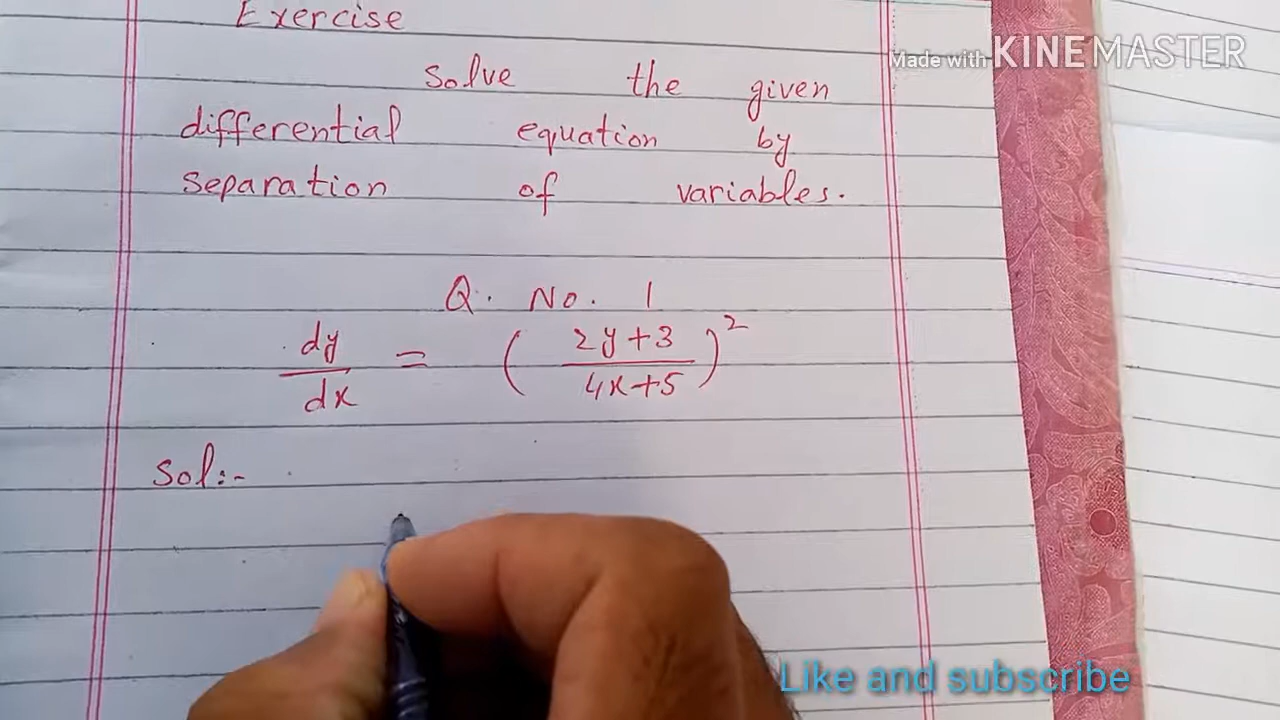 Exercise
Made with KINEMASTER
Solve the given
differential equation by
separation of variables.
Q. No. 1
dy/dx = (2y+3/4x+5)²
Sol:-
Like and subscribe